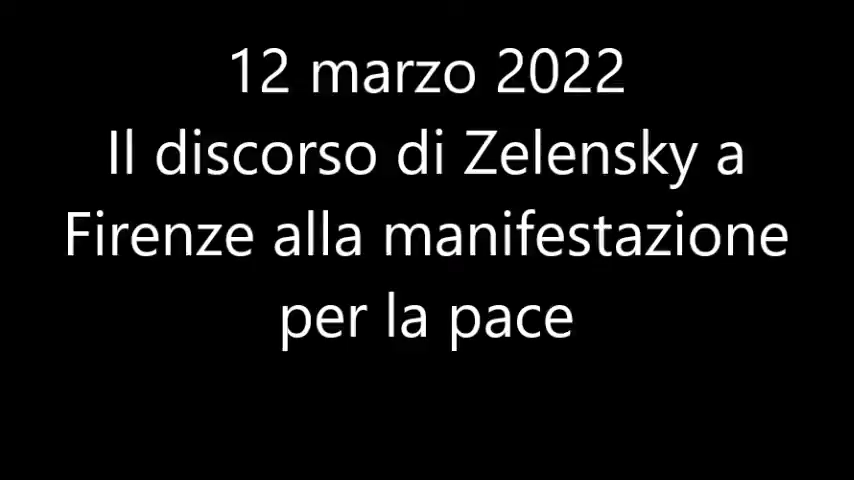 12 marzo 2022
Il discorso di Zelensky a
Firenze alla manifestazione
per la pace